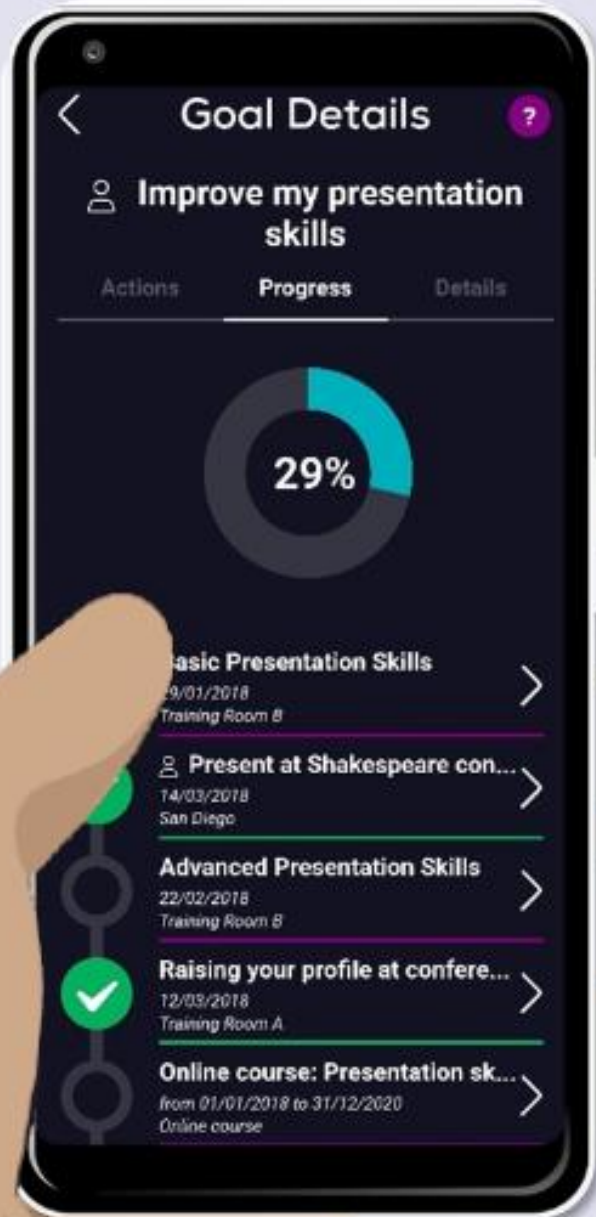 Goal Details ?
Improve my presentation
skills
Actions Progress Details
29%
Basic Presentation Skills
29/01/2018
Training Room B
Present at Shakespeare con...
14/03/2018
San Diego
Advanced Presentation Skills
22/02/2018
Training Room B
Raising your profile at confere...
12/03/2018
Training Room A
Online course: Presentation sk...
from 01/01/2018 to 31/12/2020
Online course